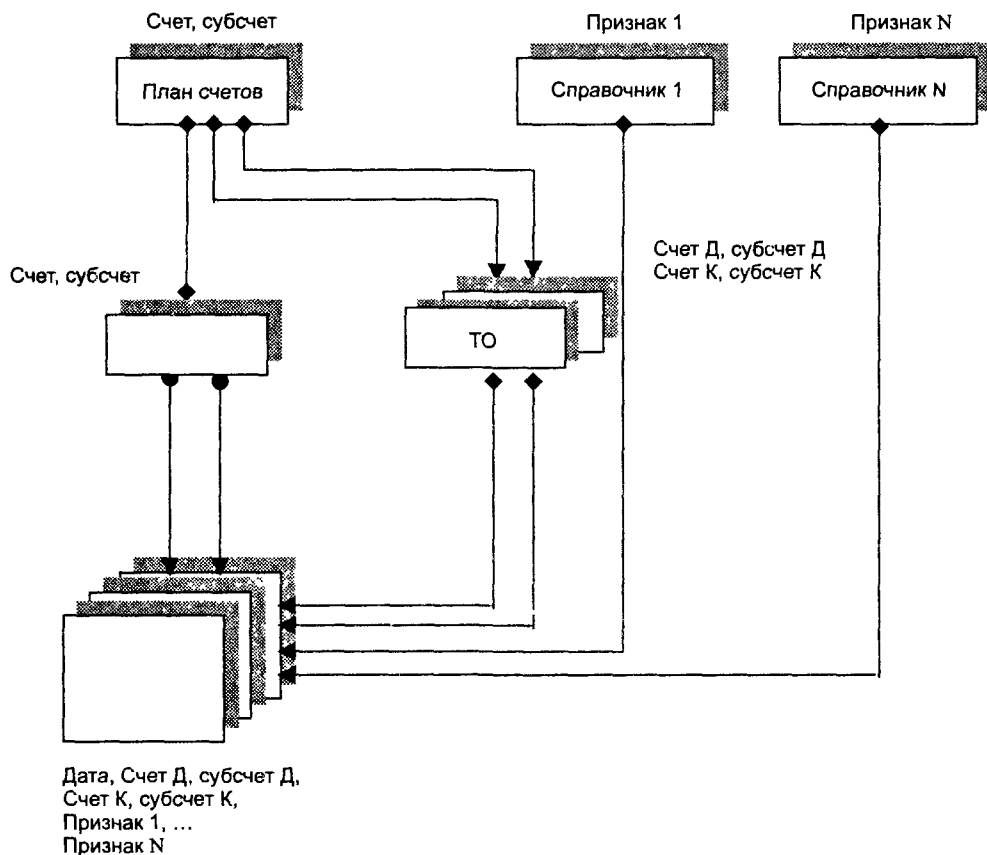 Счет, субсчет
Признак 1
Признак N
План счетов
Справочник 1
Справочник N
Счет Д, субсчет Д
Счет К, субсчет К
Счет, субсчет
ТО
Дата, Счет Д, субсчет Д,
Счет К, субсчет К,
Признак 1, ...
Признак N